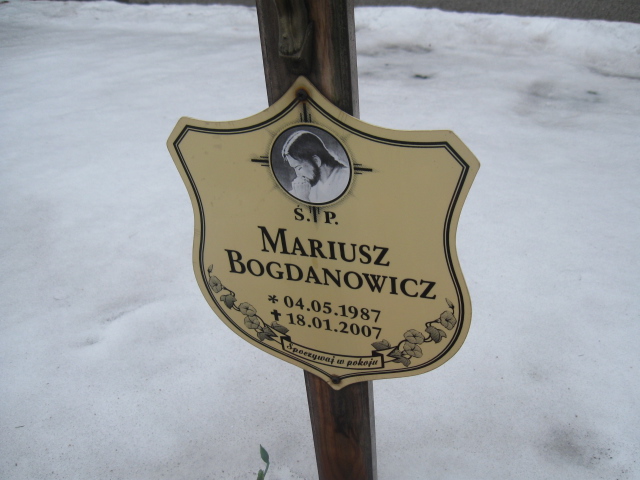 Ś. P.
MARIUSZ
BOGDANOWICZ
* 04.05.1987
✝ 18.01.2007
Spoczywaj w pokoju